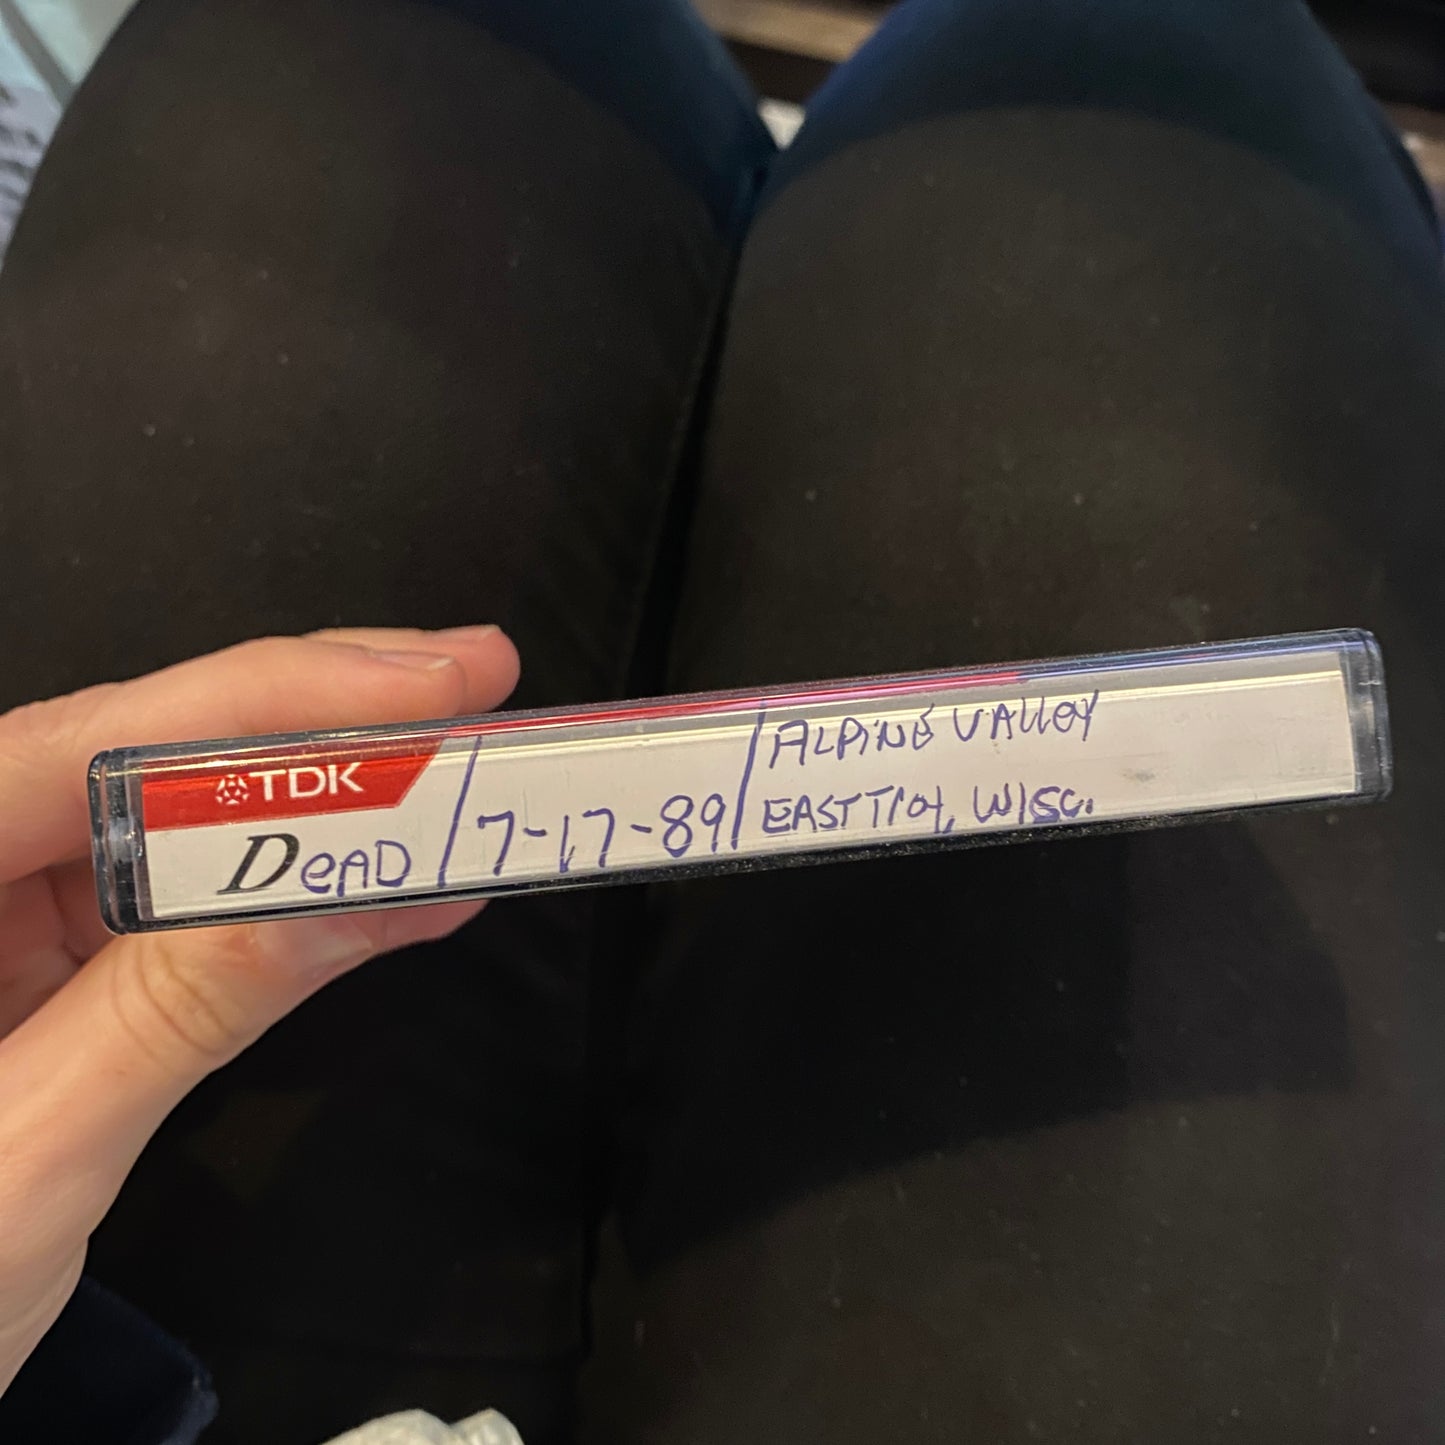 TDK
DeAD / 7-17-89 / ALPiNE VAlley
EAST TroY, WISC.